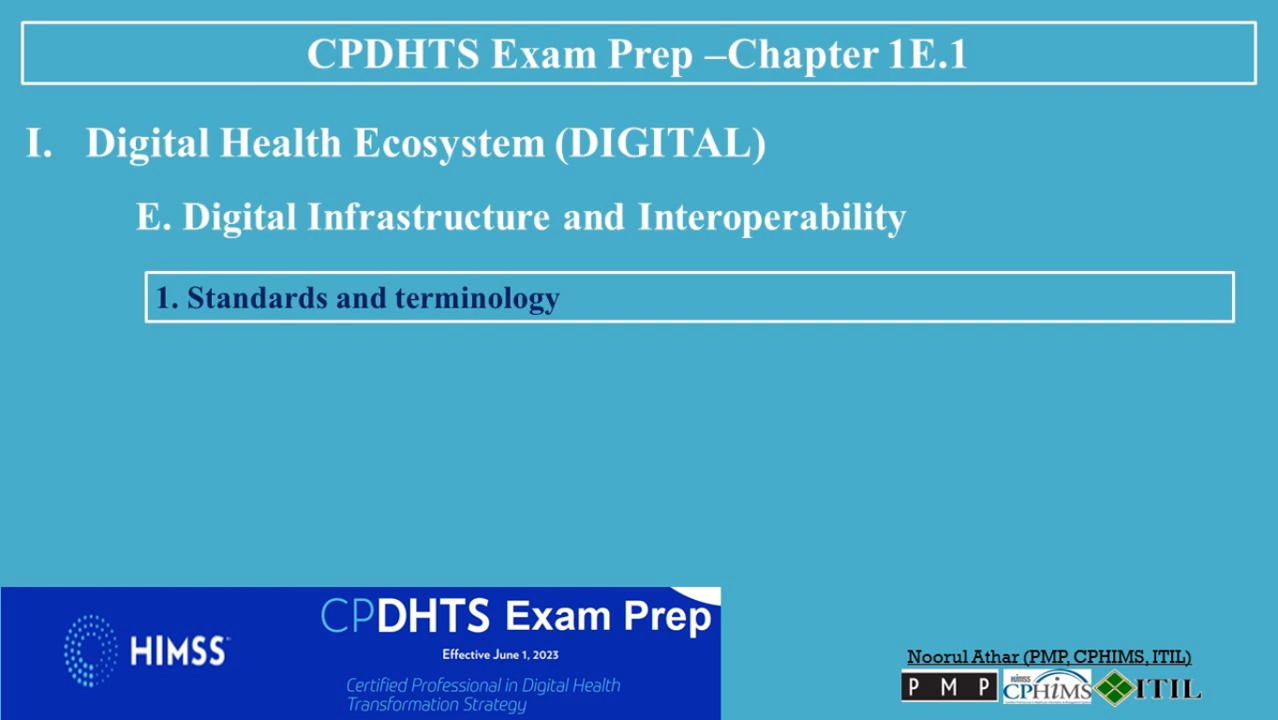 CPDHTS Exam Prep –Chapter 1E.1
I. Digital Health Ecosystem (DIGITAL)
E. Digital Infrastructure and Interoperability
1. Standards and terminology
HIMSS
CPDHTS Exam Prep
Effective June 1, 2023
Certified Professional in Digital Health
Transformation Strategy
Noorul Athar (PMP, CPHIMS, ITIL)
PMP
HIMSS
CPHIMS
ITIL